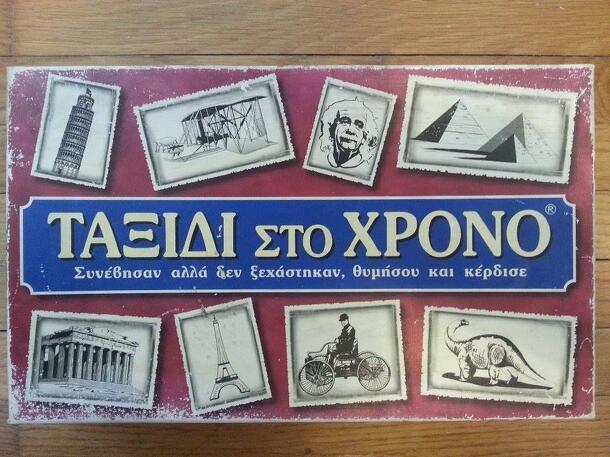 ΤΑΞΙΔΙ ΣΤΟ ΧΡΟΝΟ®
Συνέβησαν αλλά δεν ξεχάστηκαν, θυμήσου και κέρδισε